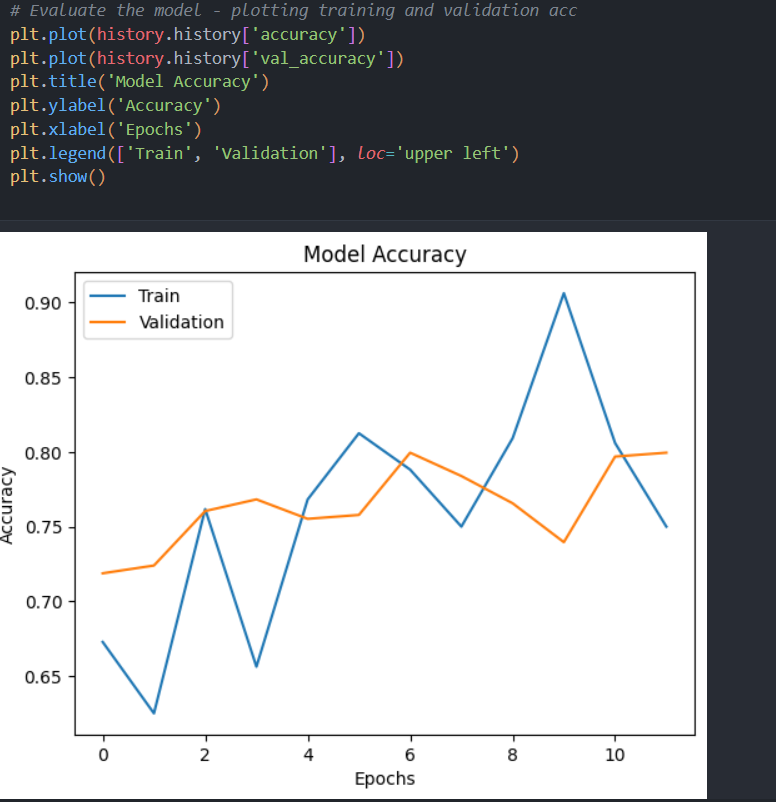 # Evaluate the model - plotting training and validation acc
plt.plot(history.history['accuracy'])
plt.plot(history.history['val_accuracy'])
plt.title('Model Accuracy')
plt.ylabel('Accuracy')
plt.xlabel('Epochs')
plt.legend(['Train', 'Validation'], loc='upper left')
plt.show()
Model Accuracy
Train
Validation
0.90
0.85
0.80
0.75
0.70
0.65
Accuracy
0 2 4 6 8 10
Epochs